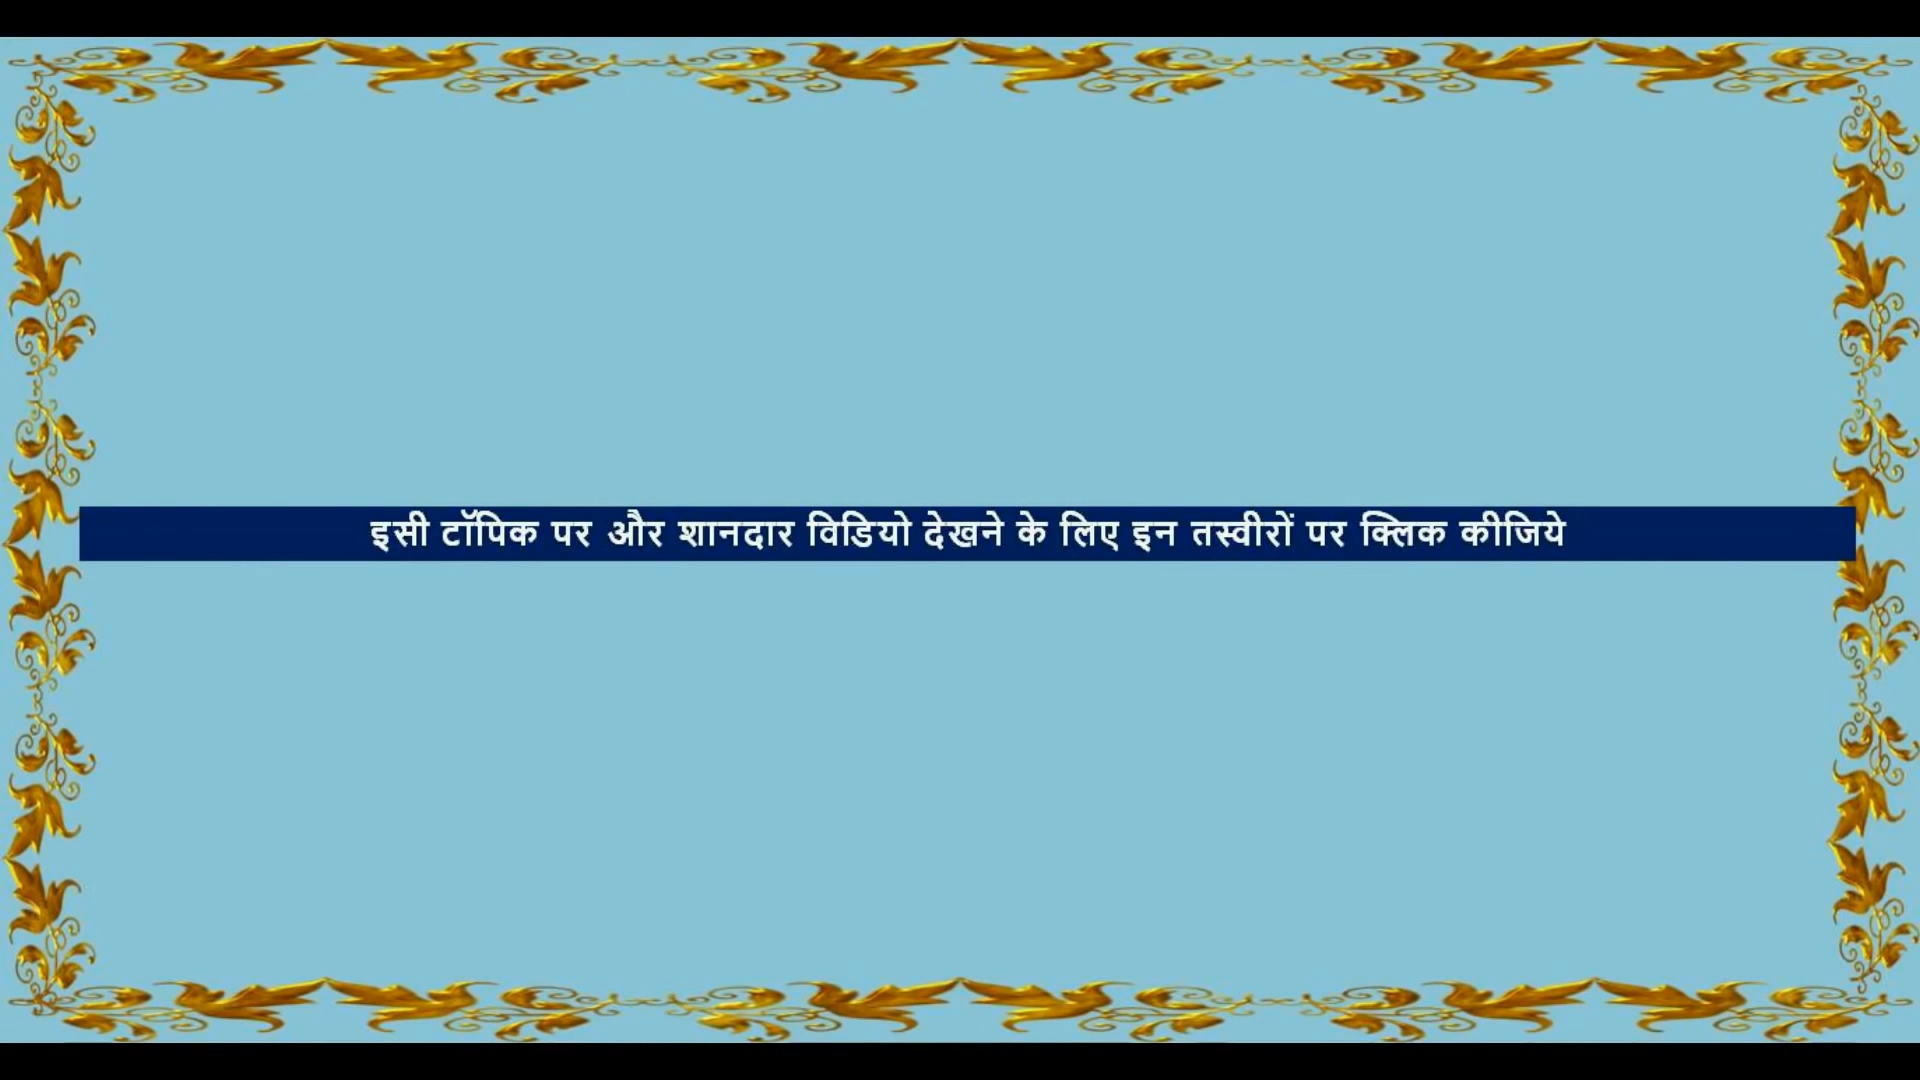 इसी टॉपिक पर और शानदार विडियो देखने के लिए इन तस्वीरों पर क्लिक कीजिये